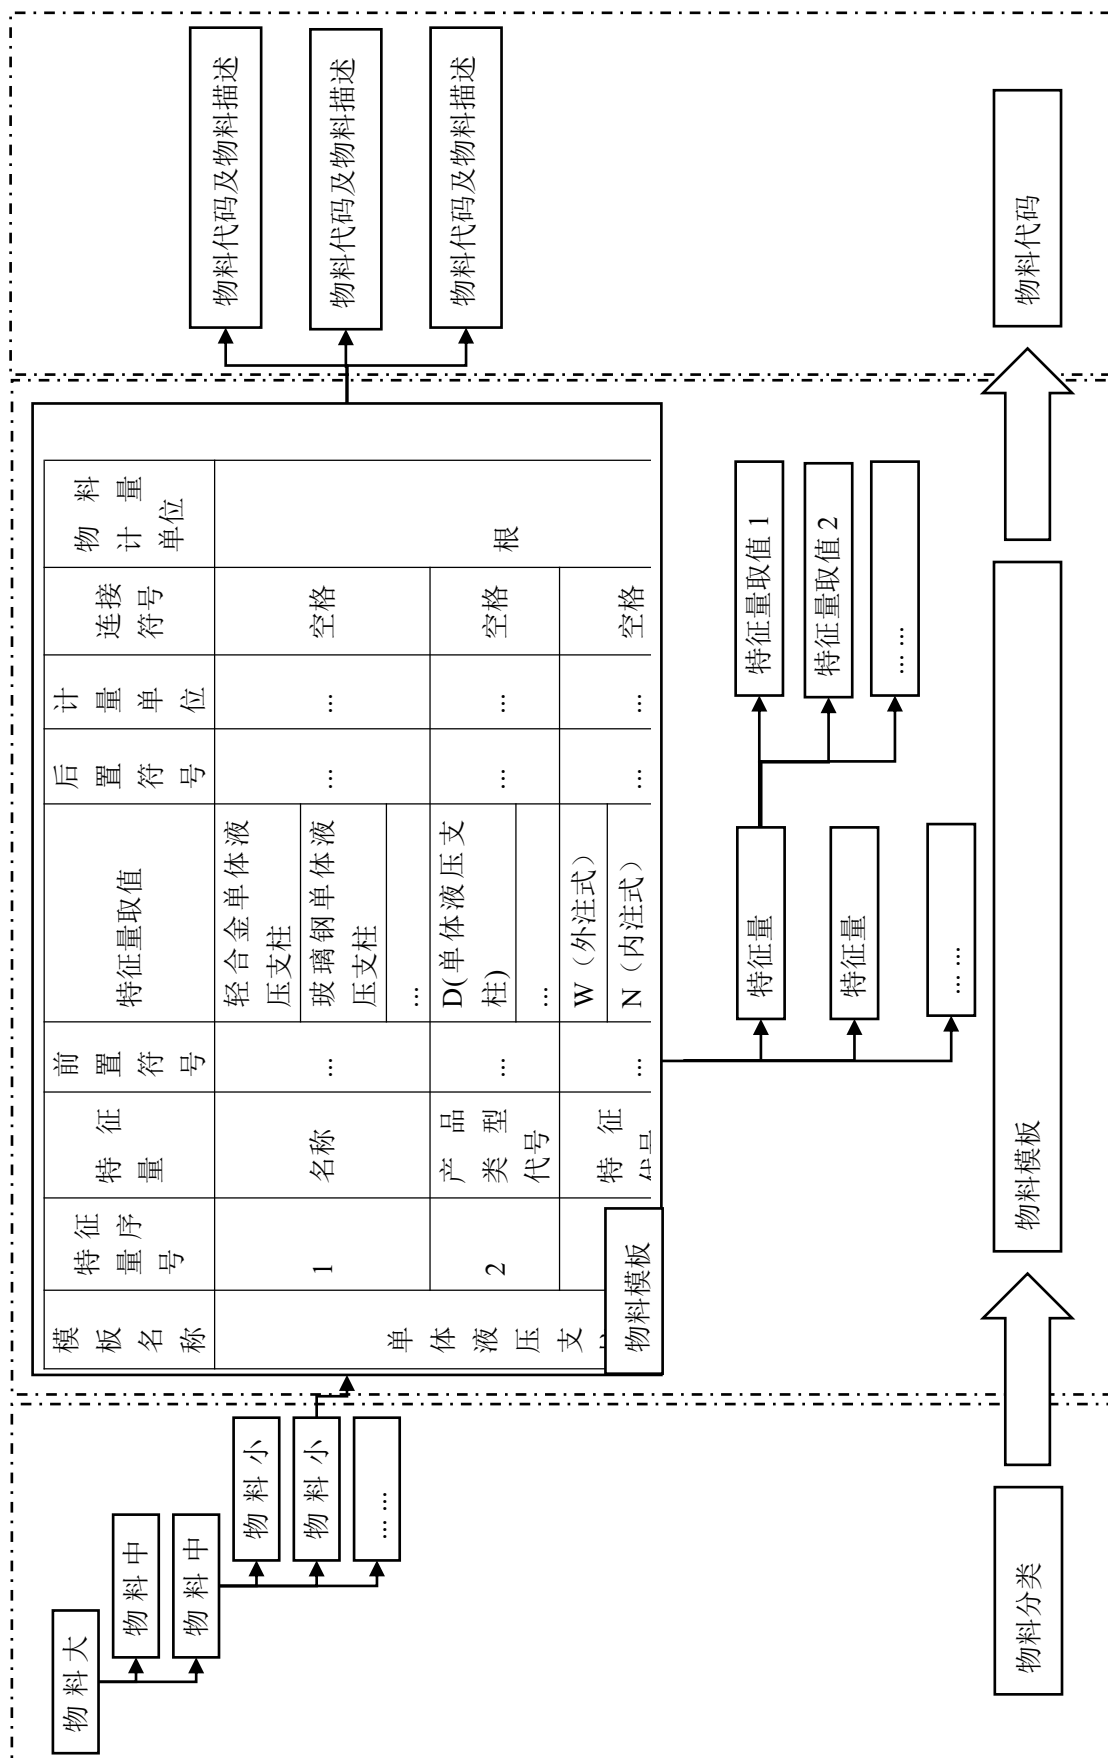 物料大
物料中
物料中
物料小
物料小
……
模板名称
特征量序号
特征量
前置符号
特征量取值
后置符号
计量单位
连接符号
物料计量单位
单体液压支
1
名称
...
轻合金单体液
压支柱
玻璃钢单体液
压支柱
...
...
...
空格
根
2
产品
类型
代号
...
D(单体液压支
柱)
...
...
...
空格
特征
...
W（外注式）
N（内注式）
...
...
空格
物料模板
特征量
特征量
……
特征量取值 1
特征量取值 2
……
物料代码及物料描述
物料代码及物料描述
物料代码及物料描述
物料分类
物料模板
物料代码